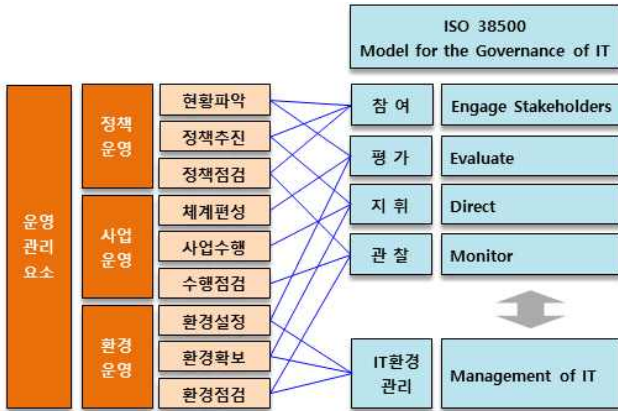 ISO 38500
Model for the Governance of IT
운영
관리
요소
정책
운영
현황파악
정책추진
정책점검
사업
운영
체계편성
사업수행
수행점검
환경
운영
환경설정
환경확보
환경점검
참 여
Engage Stakeholders
평 가
Evaluate
지 휘
Direct
관 찰
Monitor
IT환경
관리
Management of IT